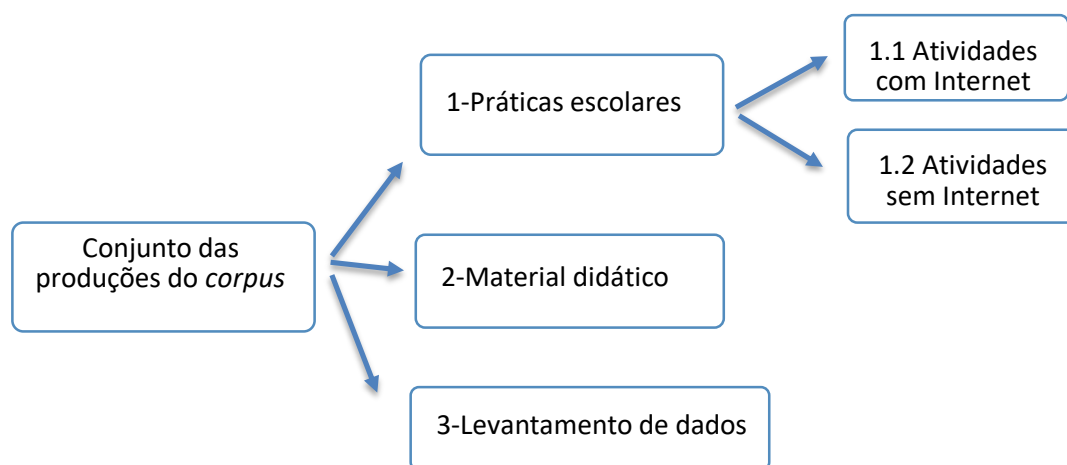 Conjunto das
produções do corpus
1-Práticas escolares
1.1 Atividades
com Internet
1.2 Atividades
sem Internet
2-Material didático
3-Levantamento de dados